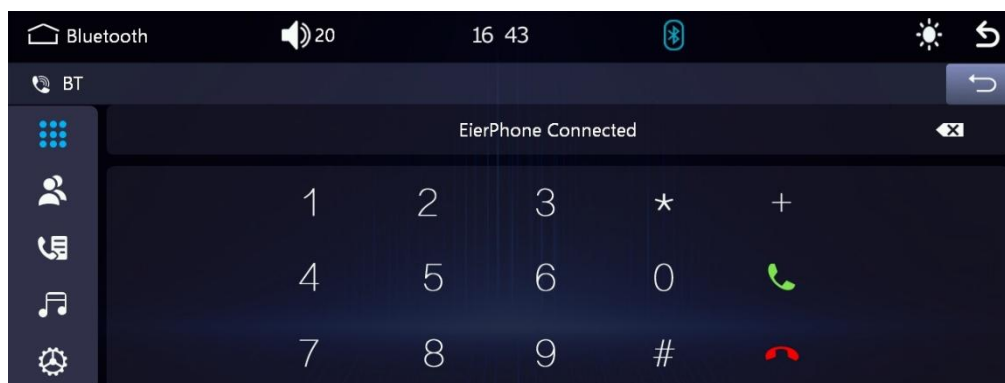 Bluetooth 20 16 43
BT
EierPhone Connected
1 2 3 * +
4 5 6 0
7 8 9 #